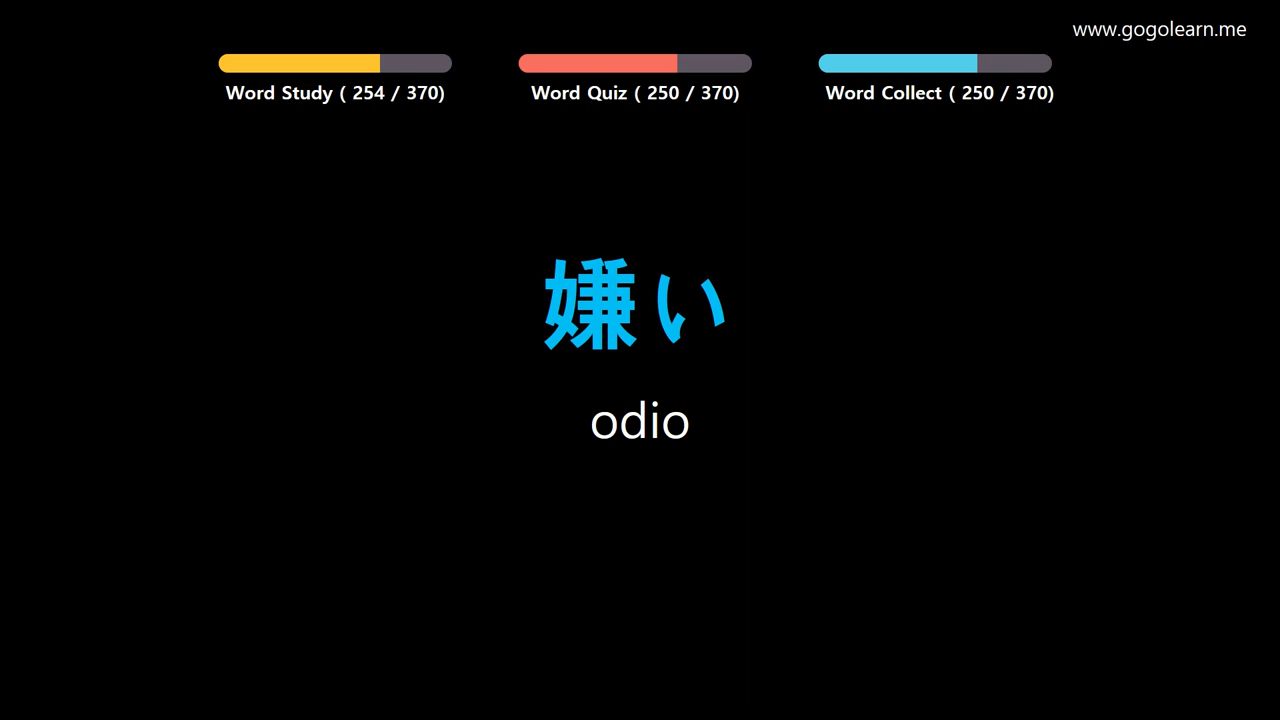 www.gogolearn.me
Word Study ( 254 / 370)
Word Quiz ( 250 / 370)
Word Collect ( 250 / 370)
嫌い
odio